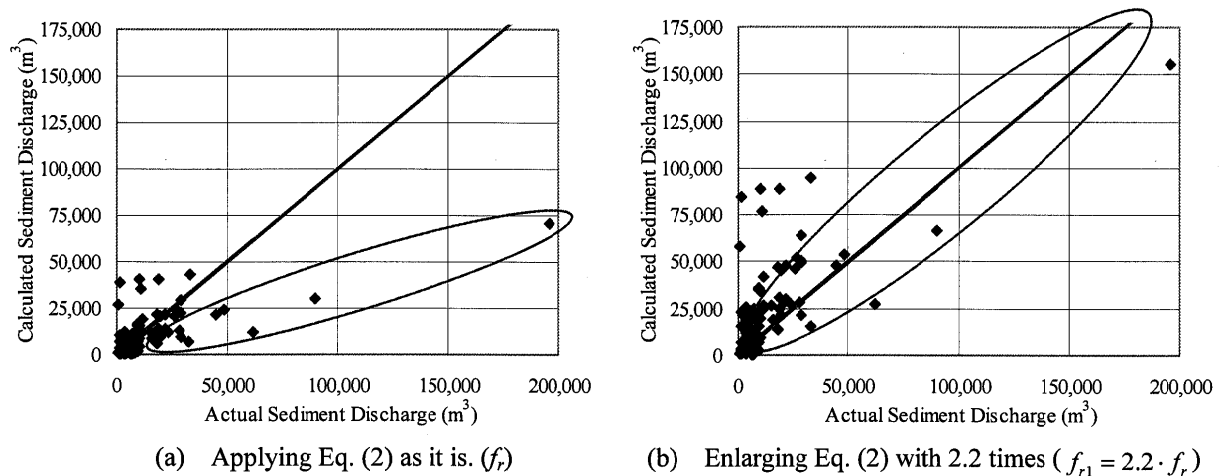 175,000
150,000
125,000
100,000
75,000
50,000
25,000
0
Calculated Sediment Discharge (m³)
0 50,000 100,000 150,000 200,000
Actual Sediment Discharge (m³)
(a) Applying Eq. (2) as it is. (fr)
175,000
150,000
125,000
100,000
75,000
50,000
25,000
0
Calculated Sediment Discharge (m³)
0 50,000 100,000 150,000 200,000
Actual Sediment Discharge (m³)
(b) Enlarging Eq. (2) with 2.2 times ( fr1 = 2.2 · fr )